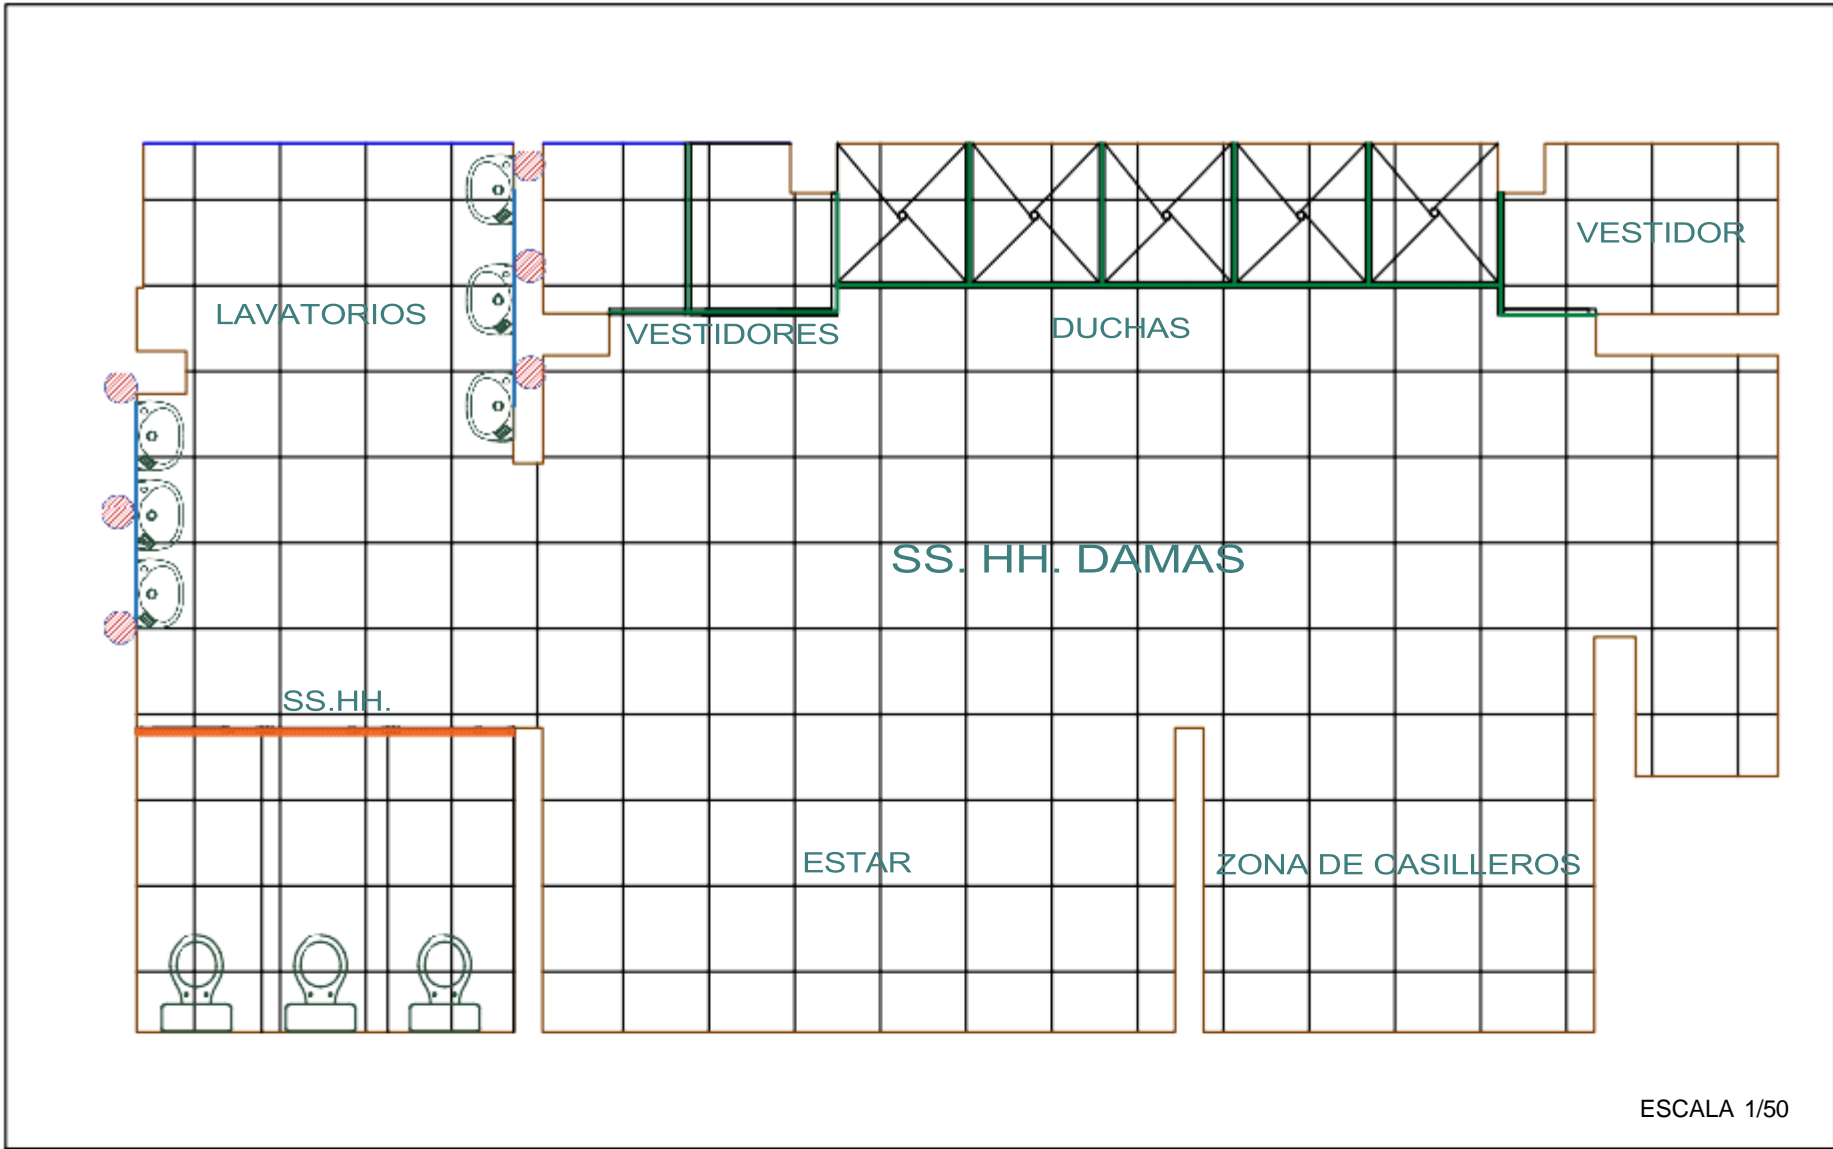 VESTIDOR
LAVATORIOS
VESTIDORES
DUCHAS
SS. HH. DAMAS
SS.HH.
ESTAR
ZONA DE CASILLEROS
ESCALA 1/50